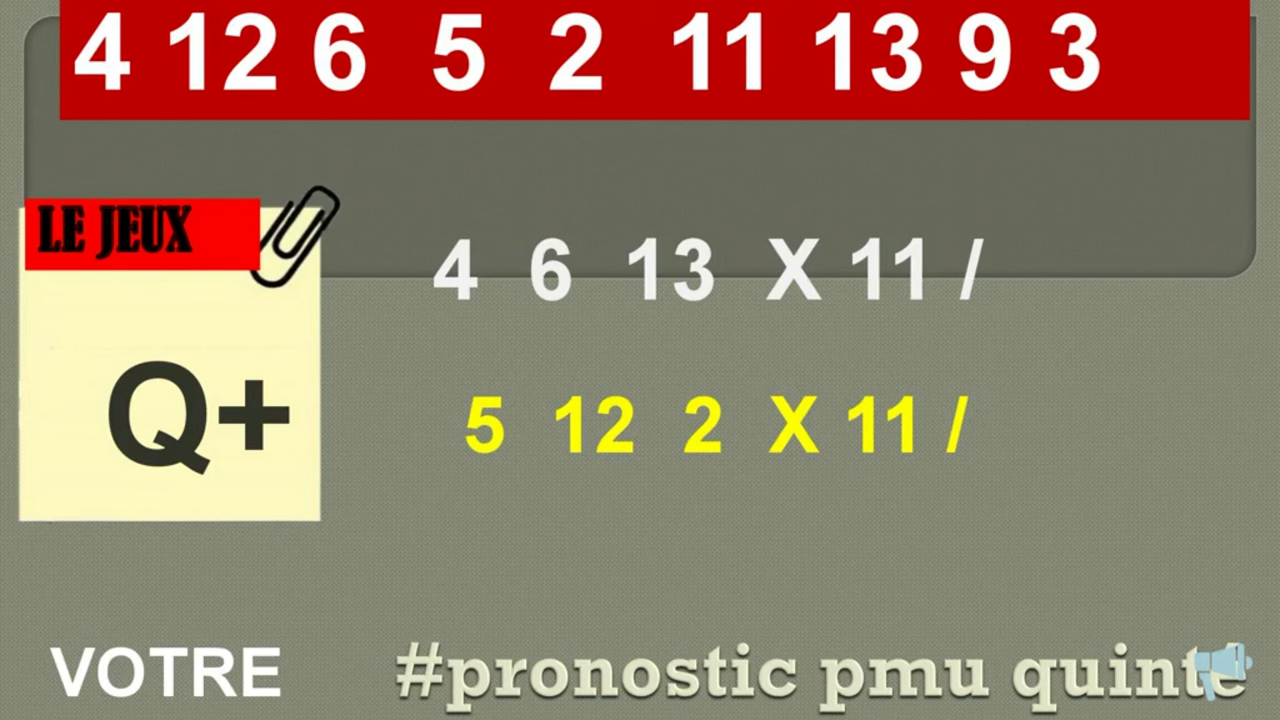 4 12 6 5 2 11 13 9 3
LE JEUX
4 6 13 X 11 /
Q+
5 12 2 X 11 /
VOTRE #pronostic pmu quinte